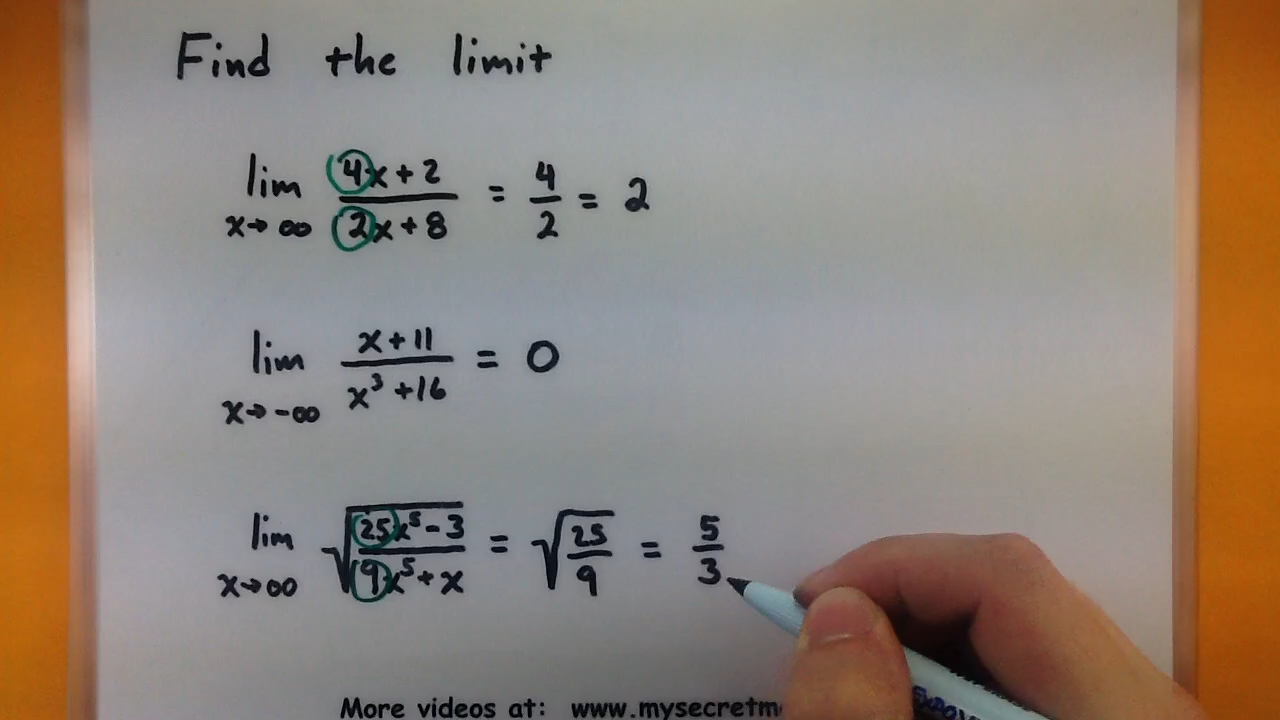 Find the limit
lim x→∞ (4x + 2)/(2x + 8) = 4/2 = 2
lim x→-∞ (x + 11)/(x³ + 16) = 0
lim x→∞ √((25x⁵ - 3)/(9x⁵ + x)) = √(25/9) = 5/3
More videos at: www.mysecretm